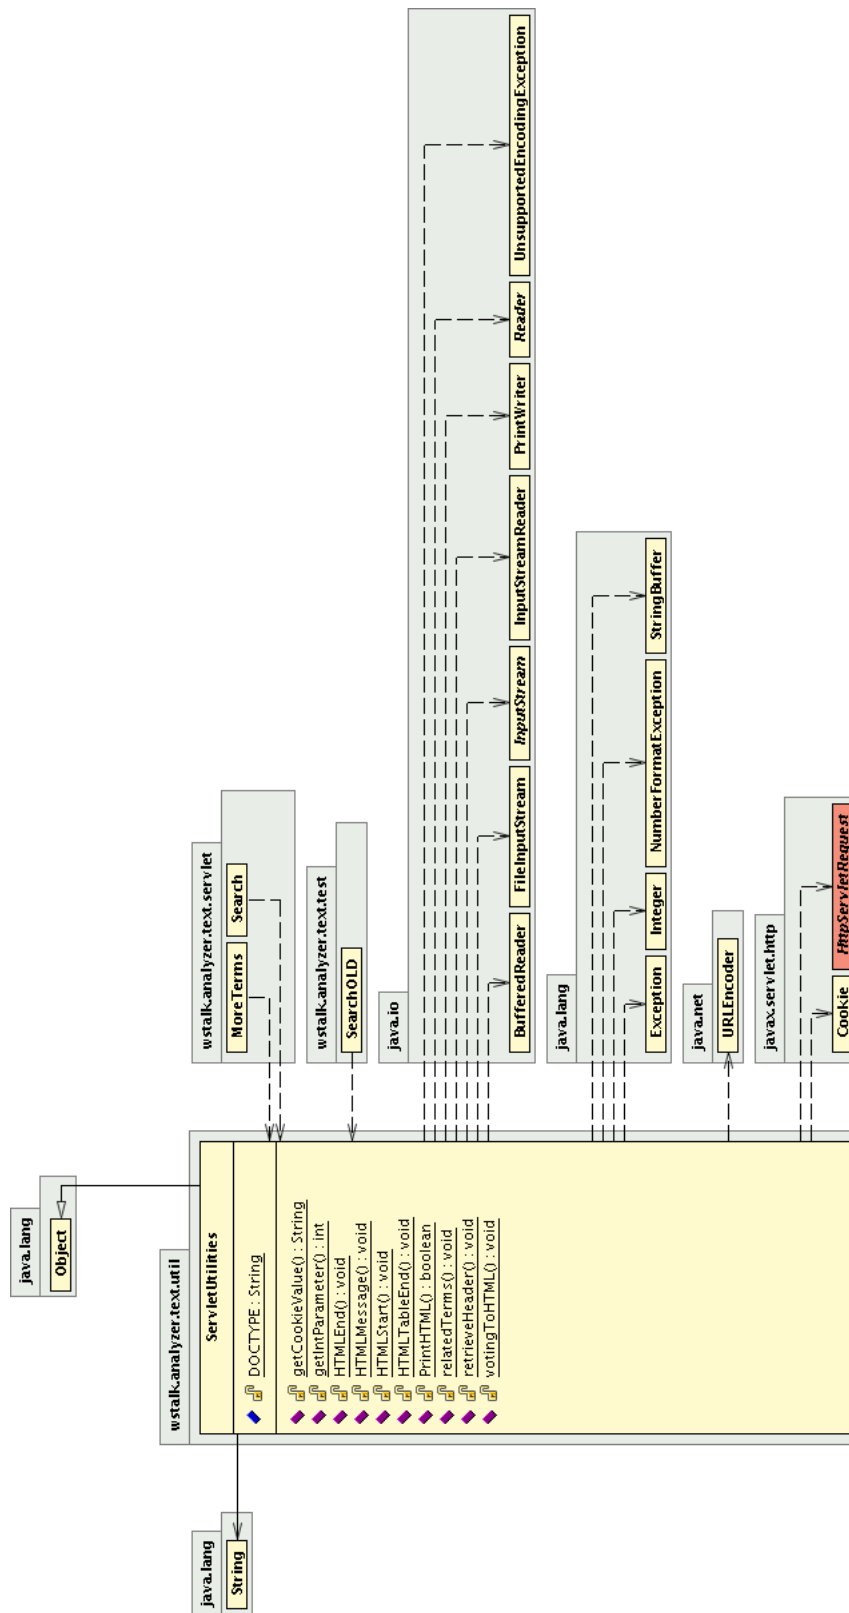 java.lang
String
wstalk.analyzer.text.util
ServletUtilities
DOCTYPE : String
getCookieValue() : String
getIntParameter() : int
HTMLEnd() : void
HTMLMessage() : void
HTMLStart() : void
HTMLTableEnd() : void
PrintHTML() : boolean
relatedTerms() : void
retrieveHeader() : void
votingToHTML() : void
java.lang
Object
wstalk.analyzer.text.servlet
MoreTerms
Search
wstalk.analyzer.text.test
SearchOLD
java.io
BufferedReader
FileInputStream
InputStream
InputStreamReader
PrintWriter
Reader
UnsupportedEncodingException
java.lang
Exception
Integer
NumberFormatException
StringBuffer
java.net
URLEncoder
javax.servlet.http
Cookie
HttpServletRequest